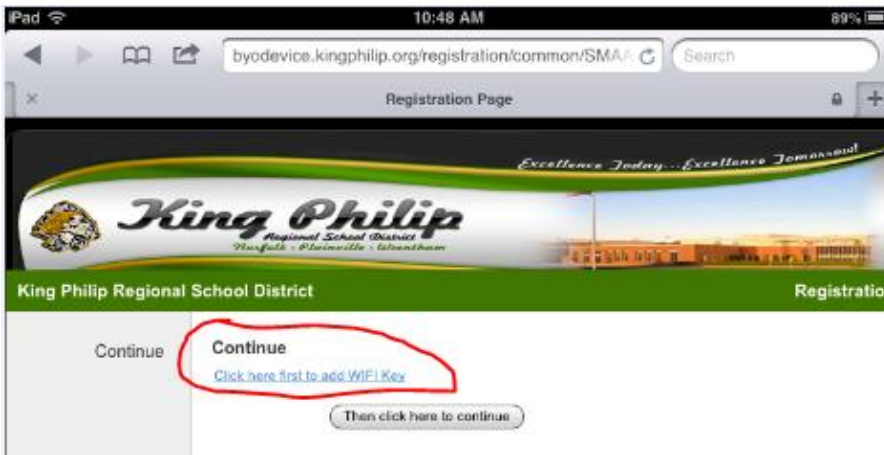 iPad 10:48 AM 89%
byodevice.kingphilip.org/registration/common/SMA Search
Registration Page
Excellence Today...Excellence Tomorrow!
King Philip
Regional School District
Norfolk - Plainville - Wrentham
King Philip Regional School District Registratio
Continue Continue
Click here first to add WIFI Key
Then click here to continue